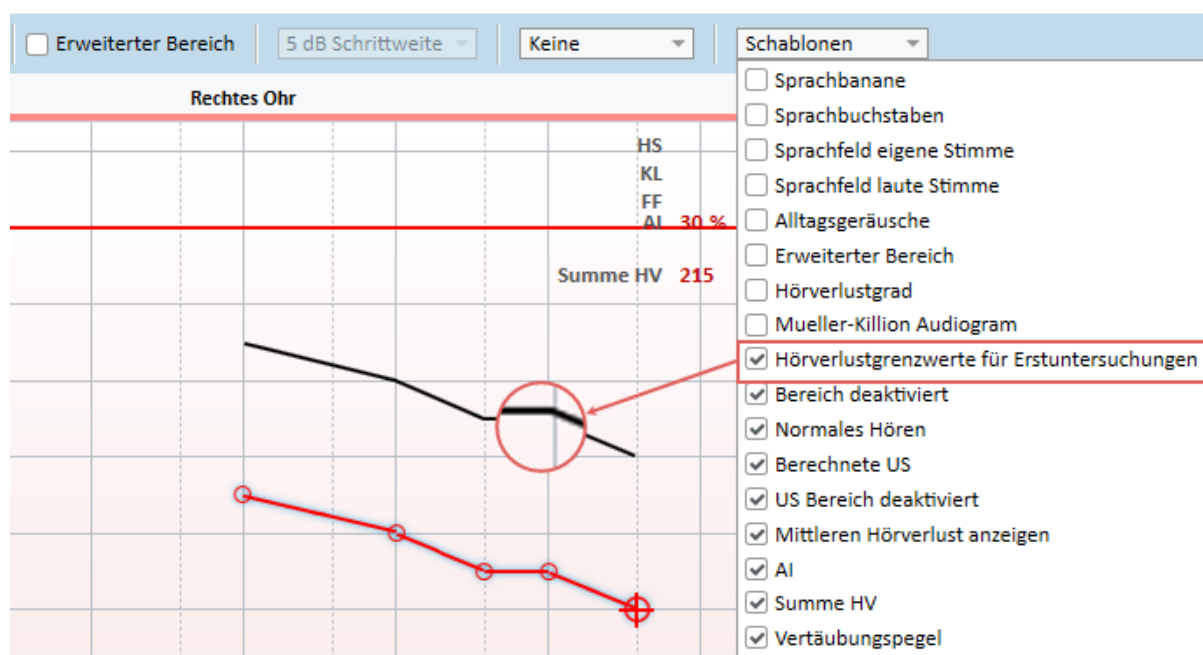 Erweiterter Bereich
5 dB Schrittweite
Keine
Schablonen
Rechtes Ohr
HS
KL
FF
AI 30 %
Summe HV 215
Sprachbanane
Sprachbuchstaben
Sprachfeld eigene Stimme
Sprachfeld laute Stimme
Alltagsgeräusche
Erweiterter Bereich
Hörverlustgrad
Mueller-Killion Audiogram
Hörverlustgrenzwerte für Erstuntersuchungen
Bereich deaktiviert
Normales Hören
Berechnete US
US Bereich deaktiviert
Mittleren Hörverlust anzeigen
AI
Summe HV
Vertäubungspegel